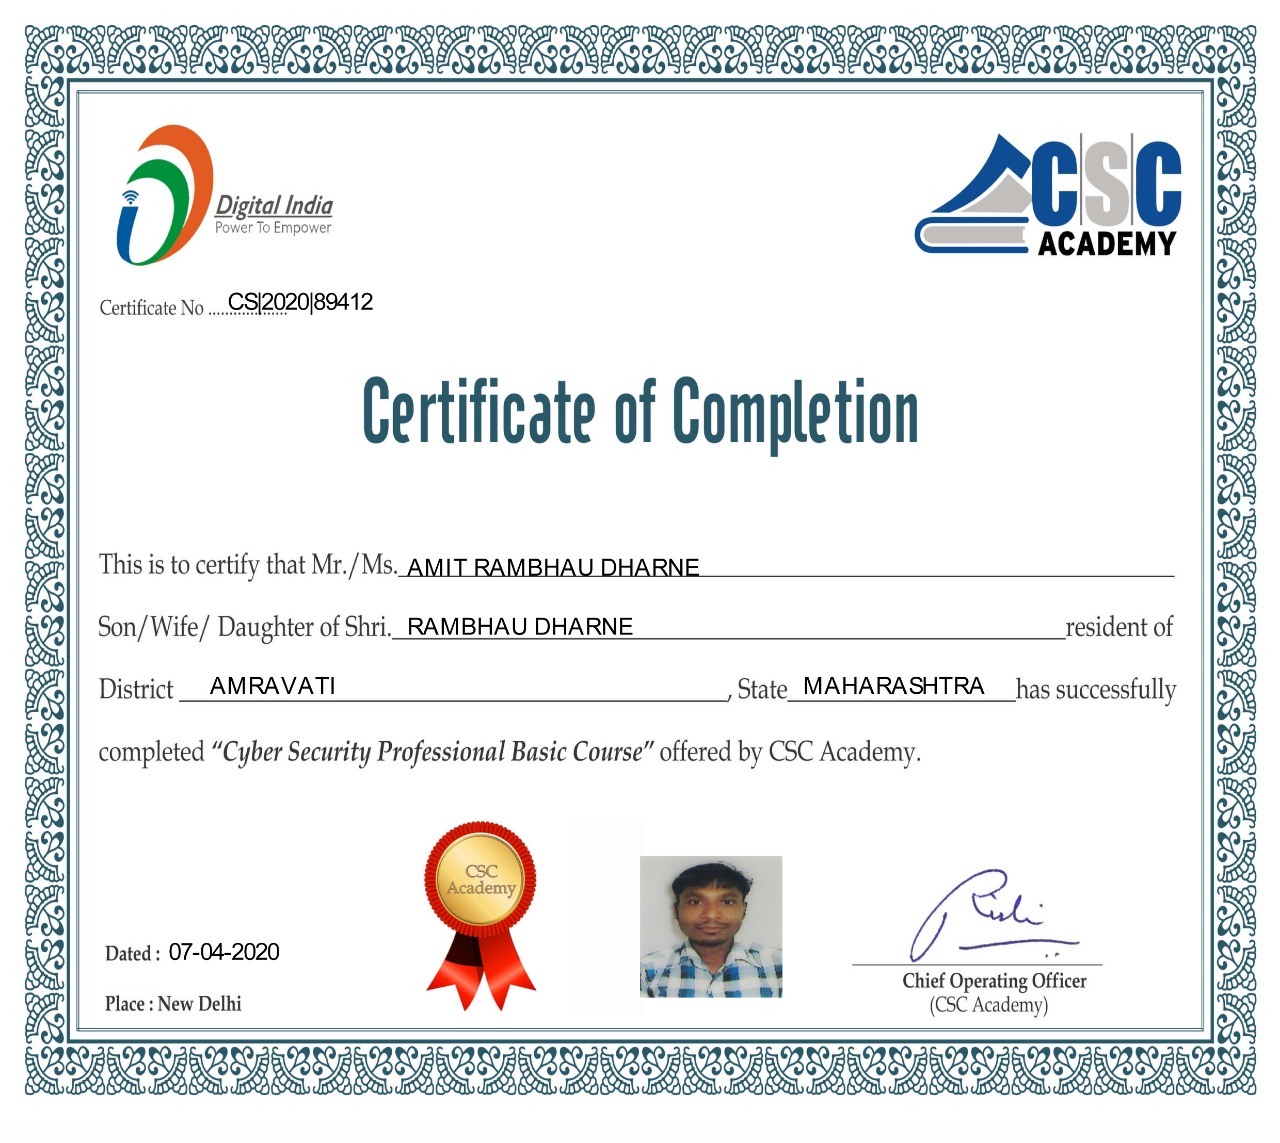 Digital India
Power To Empower
CSC
ACADEMY
Certificate No ................... CS|2020|89412
Certificate of Completion
This is to certify that Mr./Ms. AMIT RAMBHAU DHARNE
Son/Wife/ Daughter of Shri. RAMBHAU DHARNE resident of
District AMRAVATI, State MAHARASHTRA has successfully
completed “Cyber Security Professional Basic Course” offered by CSC Academy.
CSC
Academy
Rishi
Dated : 07-04-2020
Chief Operating Officer
Place : New Delhi
(CSC Academy)